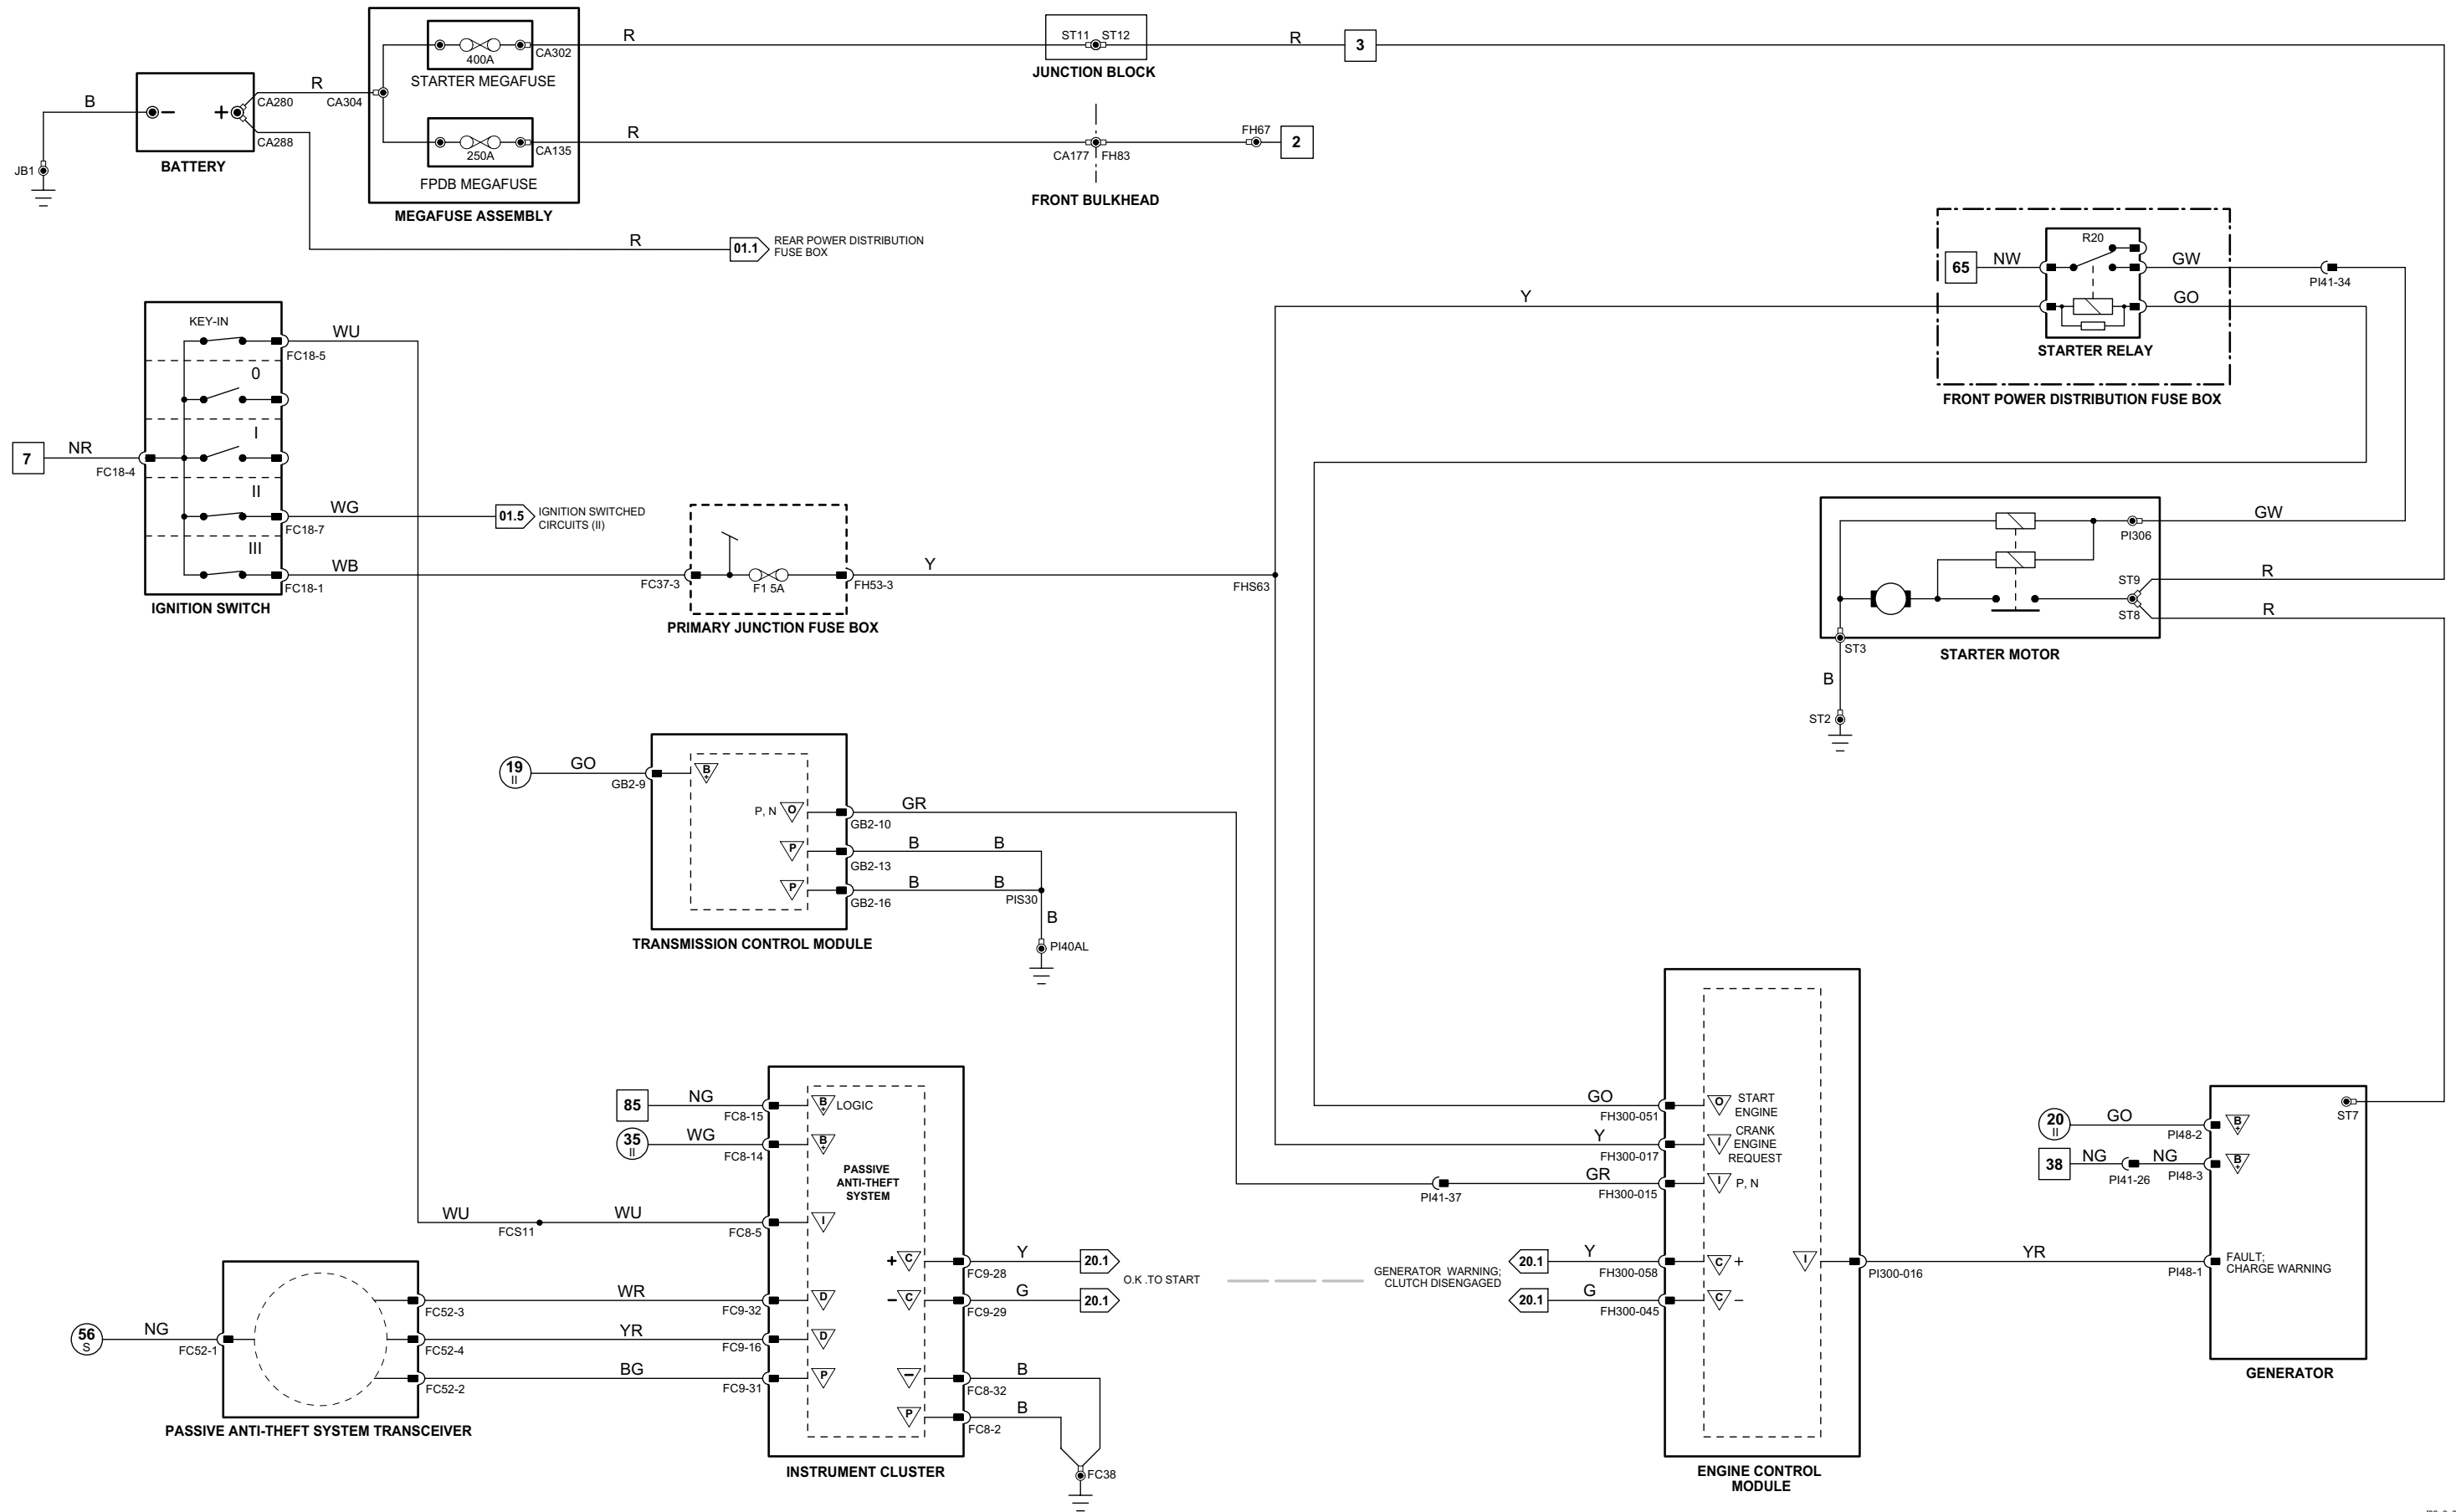 R
ST11 ST12
R
3
400A
CA302
STARTER MEGAFUSE
JUNCTION BLOCK
B
R
CA280
CA304
− +
CA288
BATTERY
JB1
R
250A
CA135
FPDB MEGAFUSE
MEGAFUSE ASSEMBLY
CA177 FH83
FH67
2
FRONT BULKHEAD
R
01.1
REAR POWER DISTRIBUTION
FUSE BOX
65
NW
R20
GW
PI41-34
GO
Y
STARTER RELAY
FRONT POWER DISTRIBUTION FUSE BOX
KEY-IN
WU
FC18-5
0
I
7
NR
FC18-4
II
WG
FC18-7
01.5
IGNITION SWITCHED
CIRCUITS (II)
III
WB
FC18-1
IGNITION SWITCH
FC37-3
F1 5A
FH53-3
Y
FHS63
PRIMARY JUNCTION FUSE BOX
GW
PI306
ST9
R
ST8
R
ST3
STARTER MOTOR
B
ST2
19
II
GO
GB2-9
B
+
P, N
O
GR
GB2-10
P
B
B
GB2-13
P
B
B
GB2-16
PIS30
B
PI40AL
TRANSMISSION CONTROL MODULE
85
NG
FC8-15
B
+
LOGIC
35
II
WG
FC8-14
B
+
PASSIVE
ANTI-THEFT
SYSTEM
WU
FCS11
WU
FC8-5
I
+ C
FC9-28
Y
20.1
O.K .TO START
− C
FC9-29
G
20.1
56
S
NG
FC52-1
FC52-3
WR
FC9-32
D
FC52-4
YR
FC9-16
D
FC52-2
BG
FC9-31
P
PASSIVE ANTI-THEFT SYSTEM TRANSCEIVER
−
B
FC8-32
P
B
FC8-2
FC38
INSTRUMENT CLUSTER
GO
FH300-051
O
START
ENGINE
Y
FH300-017
I
CRANK
ENGINE
REQUEST
PI41-37
GR
FH300-015
I
P, N
GENERATOR WARNING;
CLUTCH DISENGAGED
20.1
Y
FH300-058
C +
20.1
G
FH300-045
C −
I
PI300-016
YR
ENGINE CONTROL
MODULE
ST7
20
II
GO
PI48-2
B
+
38
NG
PI41-26
NG
PI48-3
B
+
PI48-1
FAULT;
CHARGE WARNING
GENERATOR